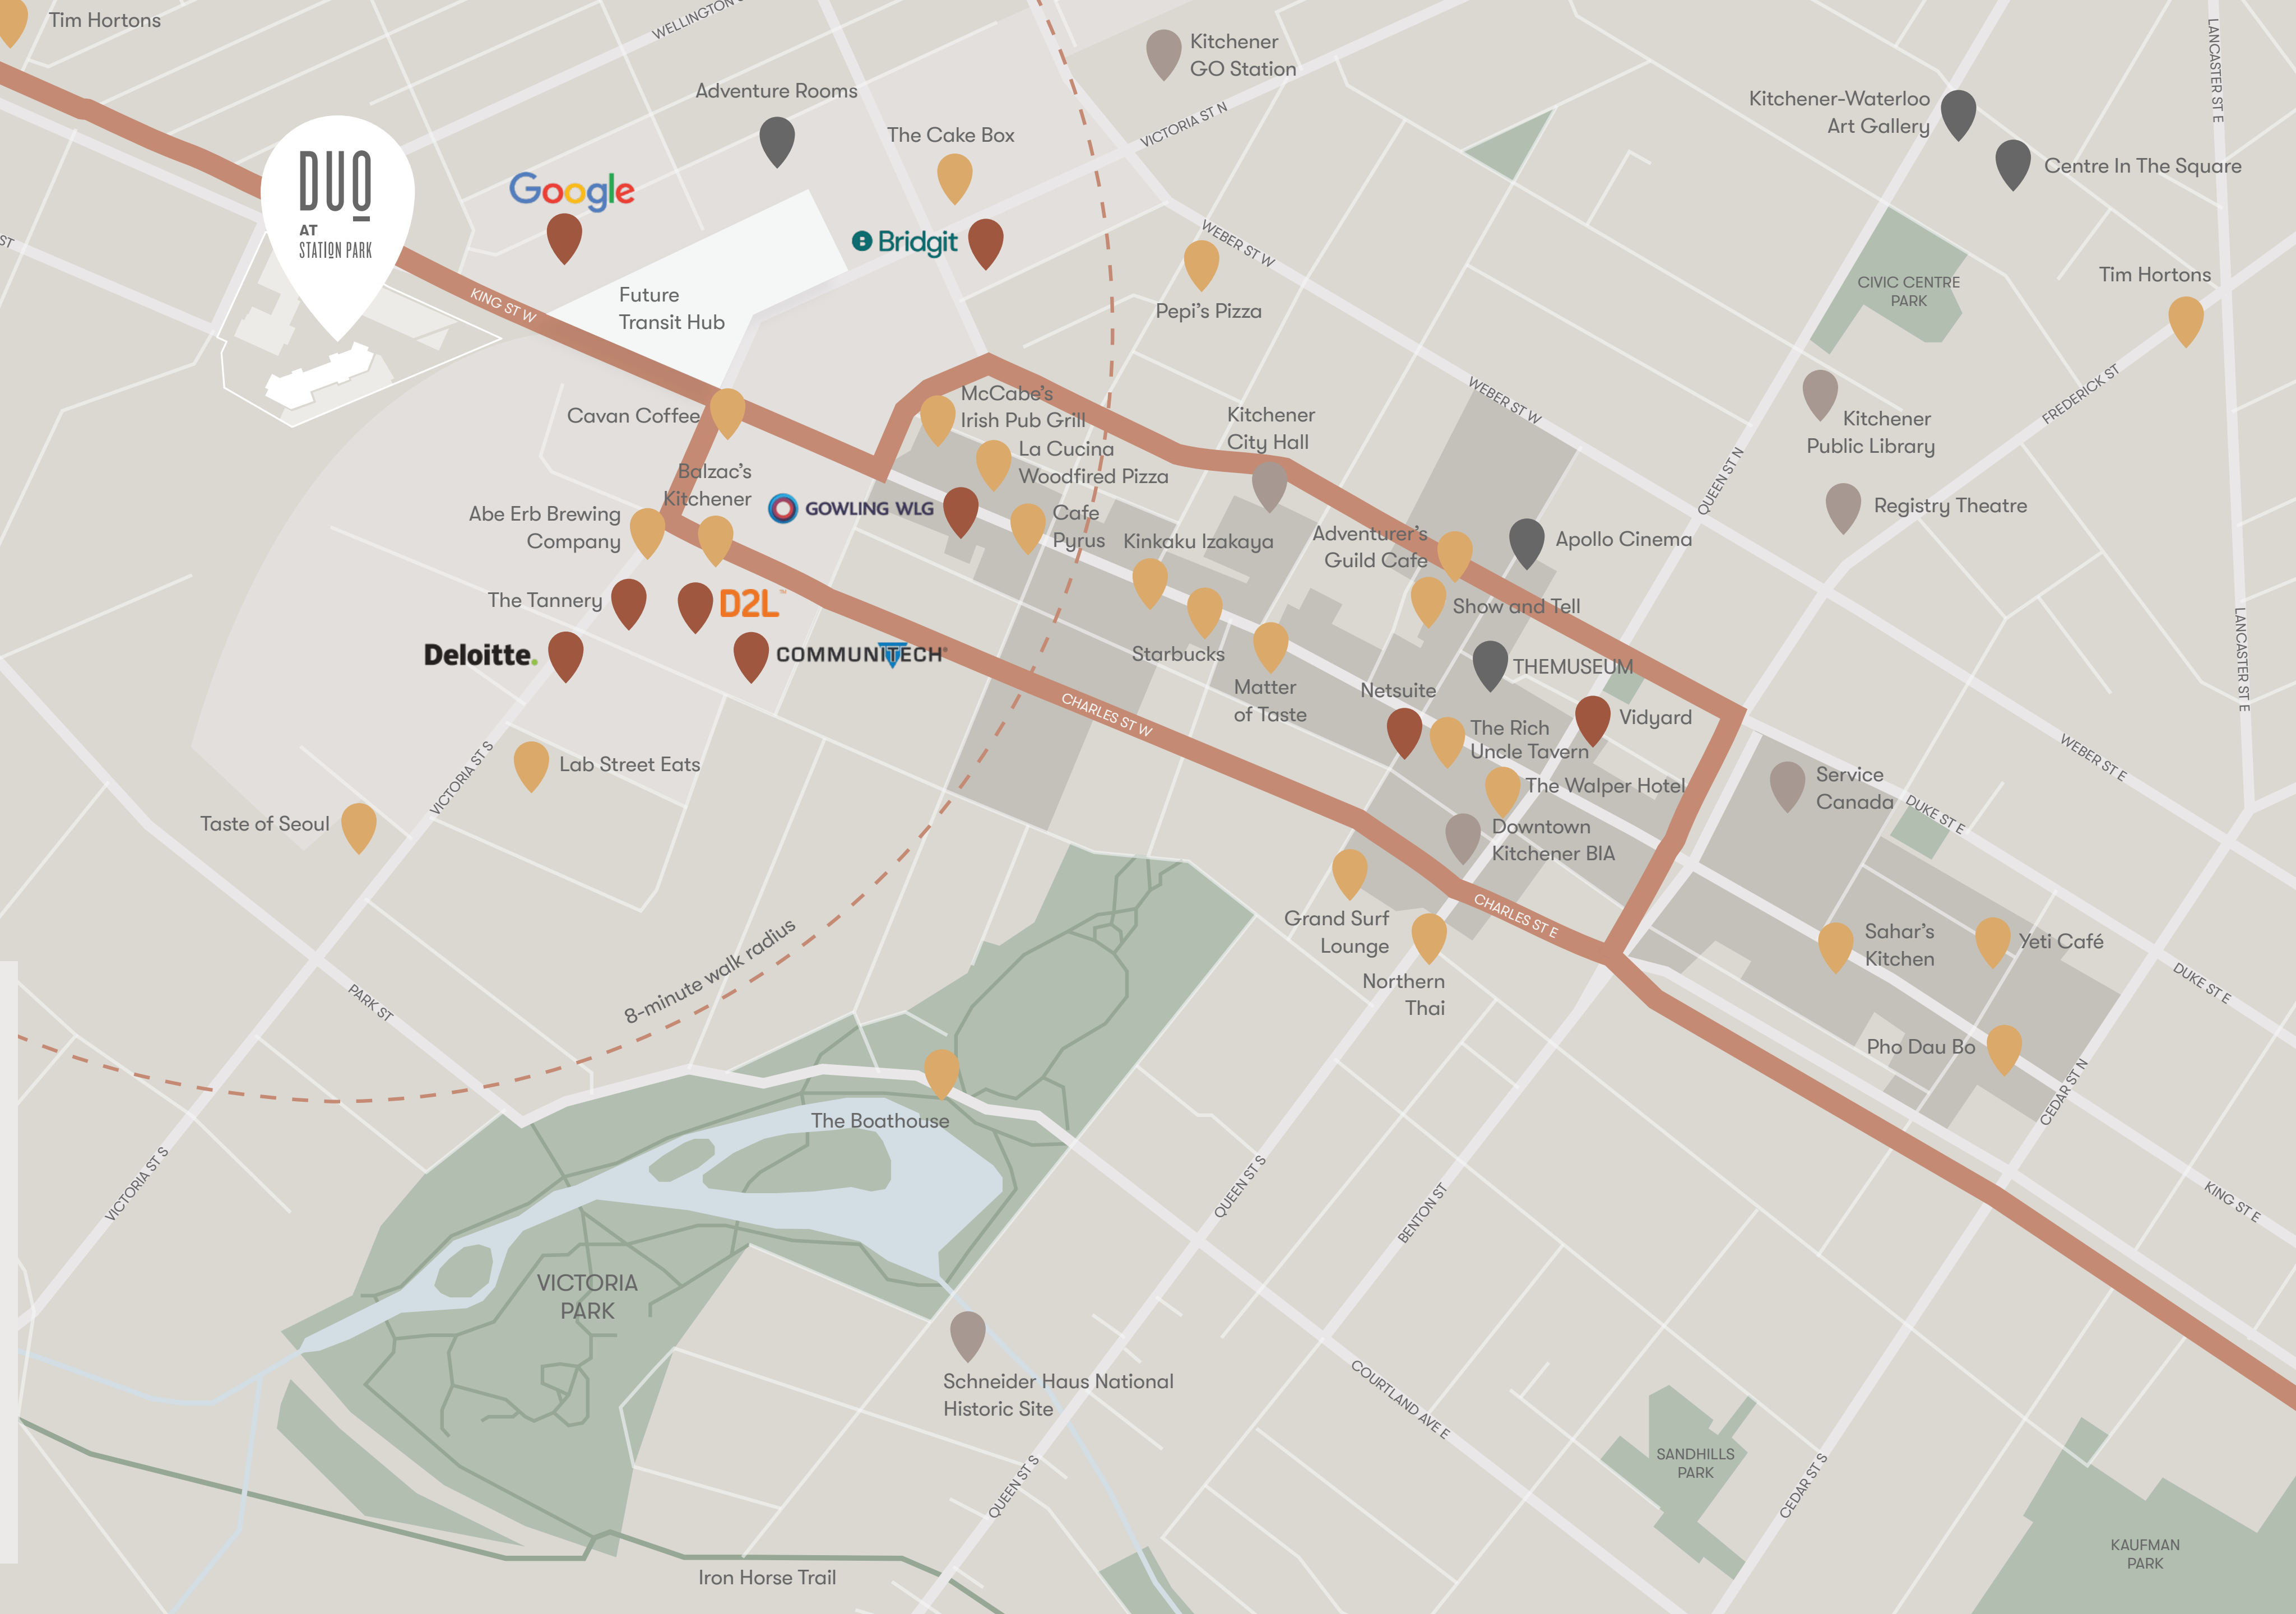 Tim Hortons
WELLINGTON
Kitchener
GO Station
LANCASTER ST E
Adventure Rooms
Kitchener-Waterloo
Art Gallery
VICTORIA ST N
The Cake Box
Centre In The Square
DUO
AT
STATION PARK
Google
ST
Bridgit
WEBER ST W
Tim Hortons
CIVIC CENTRE
PARK
Future
Transit Hub
KING ST W
Pepi's Pizza
McCabe's
Irish Pub Grill
WEBER ST W
FREDERICK ST
Cavan Coffee
Kitchener
City Hall
Kitchener
Public Library
La Cucina
Woodfired Pizza
Balzac's
Kitchener
QUEEN ST N
GOWLING WLG
Registry Theatre
Abe Erb Brewing
Company
Cafe
Pyrus
Kinkaku Izakaya
Adventurer's
Guild Cafe
Apollo Cinema
The Tannery
D2L™
Show and Tell
Deloitte.
COMMUNITECH®
Starbucks
THEMUSEUM
LANCASTER ST E
Matter
of Taste
Netsuite
CHARLES ST W
Vidyard
The Rich
Uncle Tavern
WEBER ST E
VICTORIA ST S
Lab Street Eats
The Walper Hotel
Service
Canada
DUKE ST E
Taste of Seoul
Downtown
Kitchener BIA
Grand Surf
Lounge
CHARLES ST E
Sahar's
Kitchen
Yeti Café
8-minute walk radius
Northern
Thai
DUKE ST E
PARK ST
Pho Dau Bo
CEDAR ST N
The Boathouse
VICTORIA ST S
QUEEN ST S
BENTON ST
KING ST E
VICTORIA
PARK
Schneider Haus National
Historic Site
COURTLAND AVE E
SANDHILLS
PARK
QUEEN ST S
CEDAR ST S
KAUFMAN
PARK
Iron Horse Trail